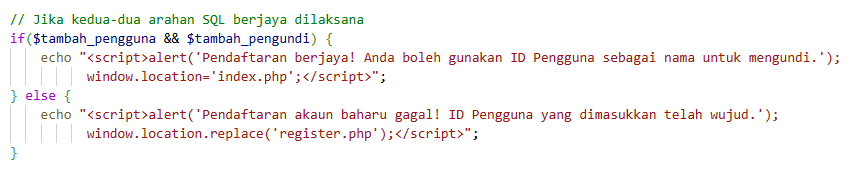 // Jika kedua-dua arahan SQL berjaya dilaksana
if($tambah_pengguna && $tambah_pengundi) {
echo "<script>alert('Pendaftaran berjaya! Anda boleh gunakan ID Pengguna sebagai nama untuk mengundi.');
window.location='index.php';</script>";
} else {
echo "<script>alert('Pendaftaran akaun baharu gagal! ID Pengguna yang dimasukkan telah wujud.');
window.location.replace('register.php');</script>";
}